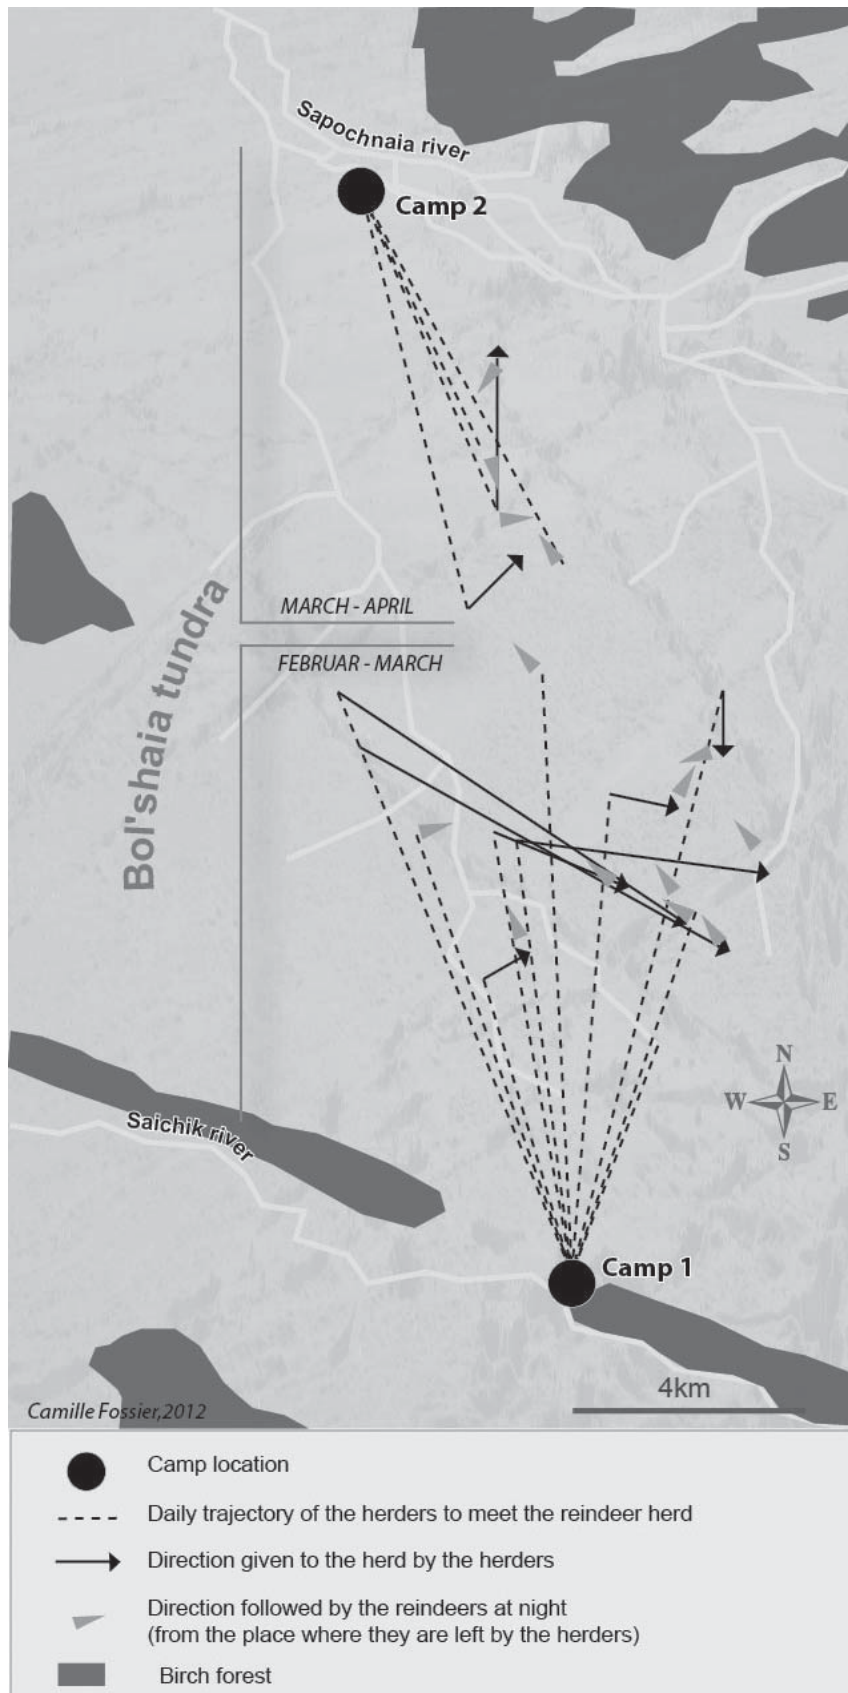 Sapochnaia river
Camp 2
MARCH - APRIL
FEBRUAR - MARCH
Bol'shaia tundra
N
W E
S
Saichik river
Camp 1
4km
Camille Fossier,2012
Camp location
Daily trajectory of the herders to meet the reindeer herd
Direction given to the herd by the herders
Direction followed by the reindeers at night
(from the place where they are left by the herders)
Birch forest